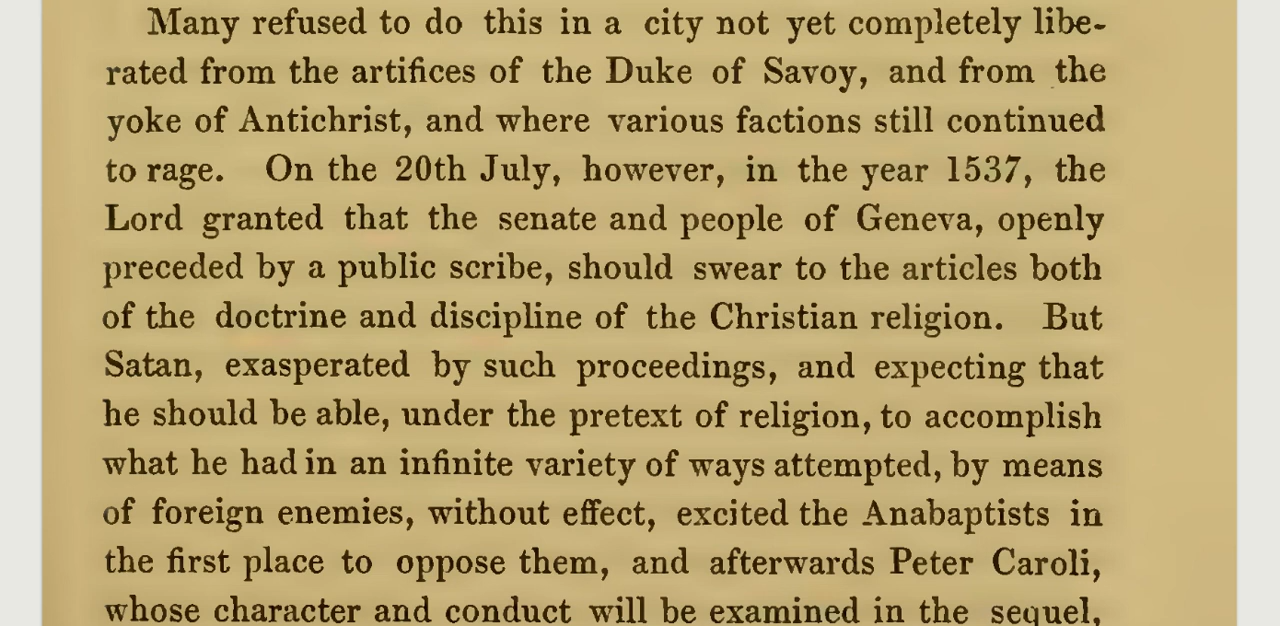 Many refused to do this in a city not yet completely libe-
rated from the artifices of the Duke of Savoy, and from the
yoke of Antichrist, and where various factions still continued
to rage. On the 20th July, however, in the year 1537, the
Lord granted that the senate and people of Geneva, openly
preceded by a public scribe, should swear to the articles both
of the doctrine and discipline of the Christian religion. But
Satan, exasperated by such proceedings, and expecting that
he should be able, under the pretext of religion, to accomplish
what he had in an infinite variety of ways attempted, by means
of foreign enemies, without effect, excited the Anabaptists in
the first place to oppose them, and afterwards Peter Caroli,
whose character and conduct will be examined in the sequel,